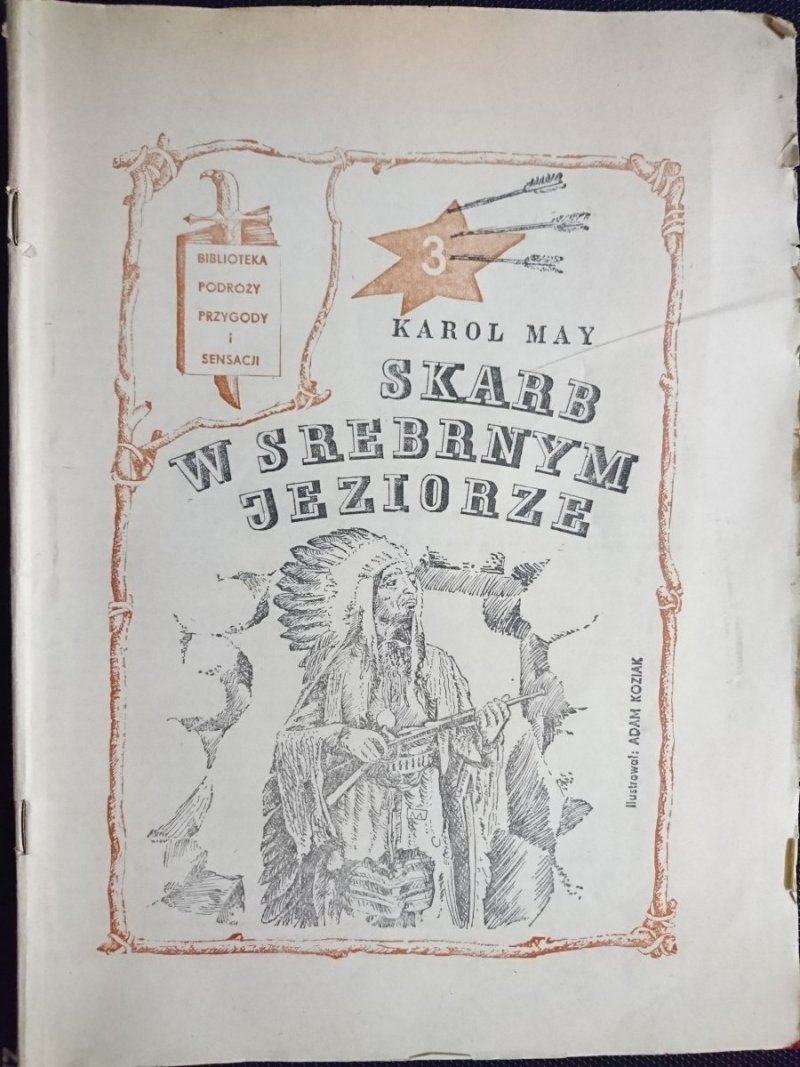 BIBLIOTEKA
PODRÓŻY
PRZYGODY
i
SENSACJI
3
KAROL MAY
SKARB
W SREBRNYM
JEZIORZE
Ilustrował: ADAM KOZIAK